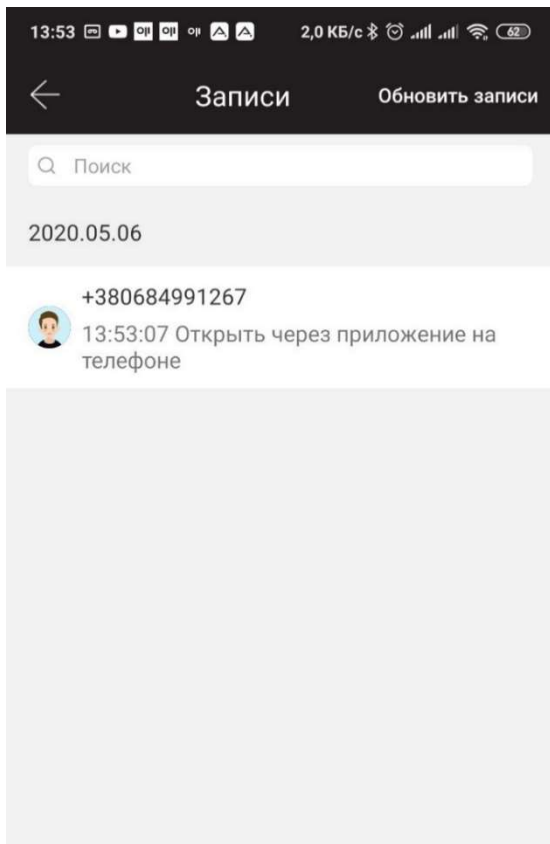 13:53 2,0 КБ/с 62
Записи Обновить записи
Поиск
2020.05.06
+380684991267
13:53:07 Открыть через приложение на
телефоне